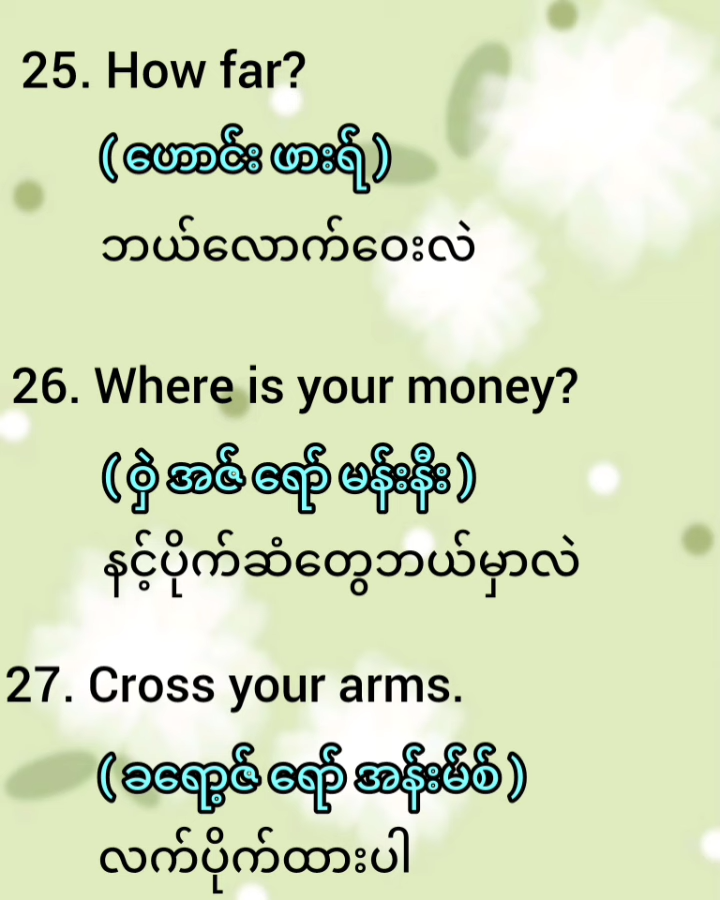 25. How far?
( ဟောင်း ဖားရ် )
ဘယ်လောက်ဝေးလဲ
26. Where is your money?
( ဝှဲ အဇ် ရော် မန်းနီး )
နင့်ပိုက်ဆံတွေဘယ်မှာလဲ
27. Cross your arms.
( ခရော့ဇ် ရော် အန်းမ်စ် )
လက်ပိုက်ထားပါ